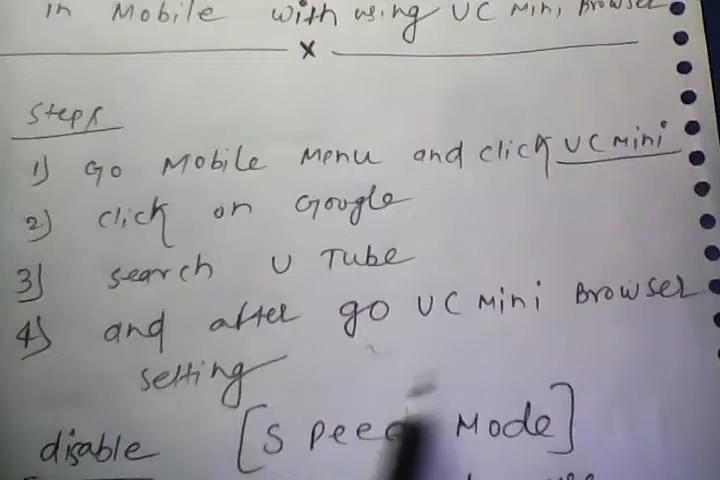 in Mobile with using UC Mini Browser
x
Steps
1) Go Mobile Menu and click UC Mini
2) click on Google
3) search U Tube
4) and after go UC Mini Browser
setting
disable [Speed Mode]